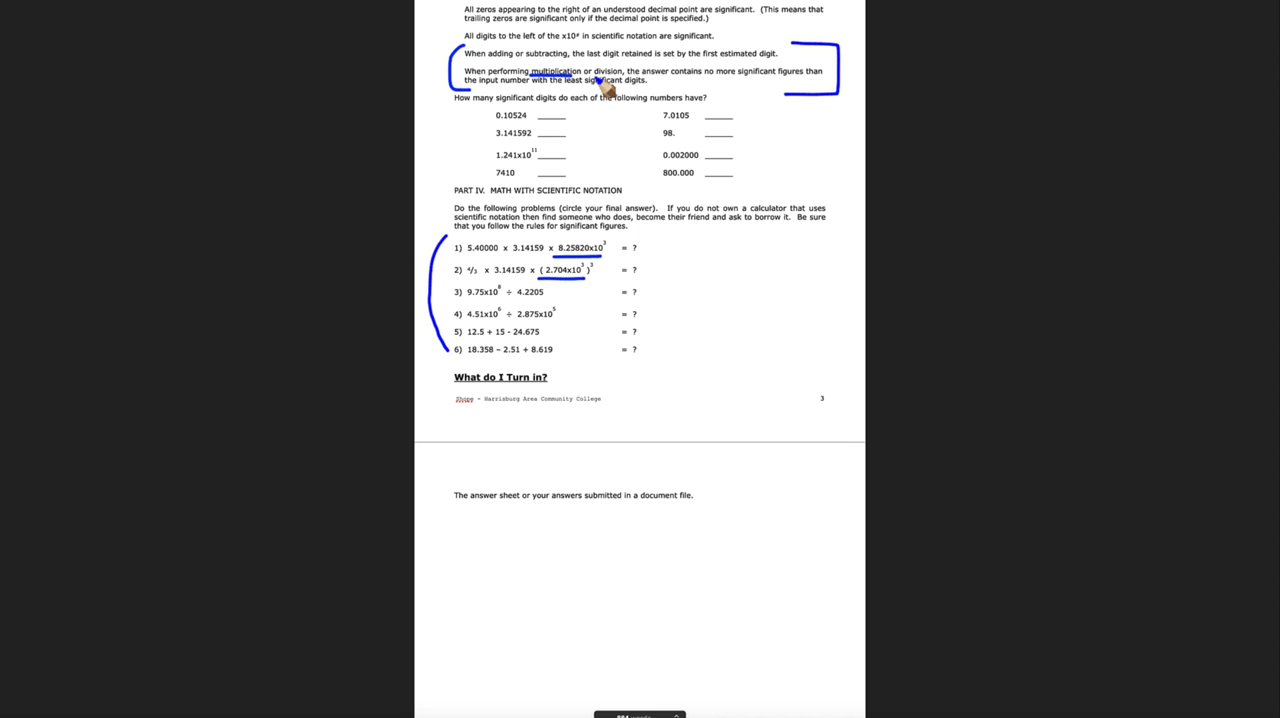 All zeros appearing to the right of an understood decimal point are significant. (This means that
trailing zeros are significant only if the decimal point is specified.)
All digits to the left of the x10ˣ in scientific notation are significant.
When adding or subtracting, the last digit retained is set by the first estimated digit.
When performing multiplication or division, the answer contains no more significant figures than
the input number with the least significant digits.
How many significant digits do each of the following numbers have?
0.10524 _____ 7.0105 _____
3.141592 _____ 98. _____
1.241x10¹¹ _____ 0.002000 _____
7410 _____ 800.000 _____
PART IV. MATH WITH SCIENTIFIC NOTATION
Do the following problems (circle your final answer). If you do not own a calculator that uses
scientific notation then find someone who does, become their friend and ask to borrow it. Be sure
that you follow the rules for significant figures.
1) 5.40000 x 3.14159 x 8.25820x10³ = ?
2) ⁴/₃ x 3.14159 x ( 2.704x10³ )³ = ?
3) 9.75x10⁸ ÷ 4.2205 = ?
4) 4.51x10⁶ ÷ 2.875x10⁵ = ?
5) 12.5 + 15 - 24.675 = ?
6) 18.358 – 2.51 + 8.619 = ?
What do I Turn in?
Shope - Harrisburg Area Community College 3
The answer sheet or your answers submitted in a document file.